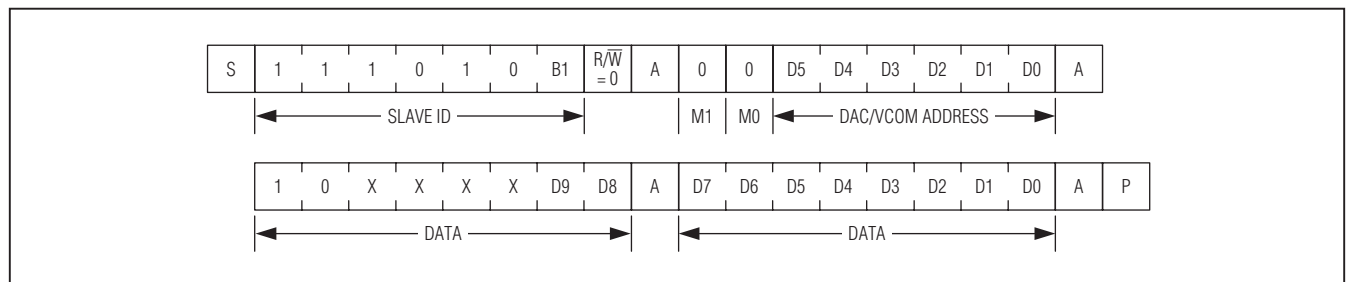 S 1 1 1 0 1 0 B1 R/W̅ = 0 A 0 0 D5 D4 D3 D2 D1 D0 A
SLAVE ID M1 M0 DAC/VCOM ADDRESS
1 0 X X X X D9 D8 A D7 D6 D5 D4 D3 D2 D1 D0 A P
DATA DATA